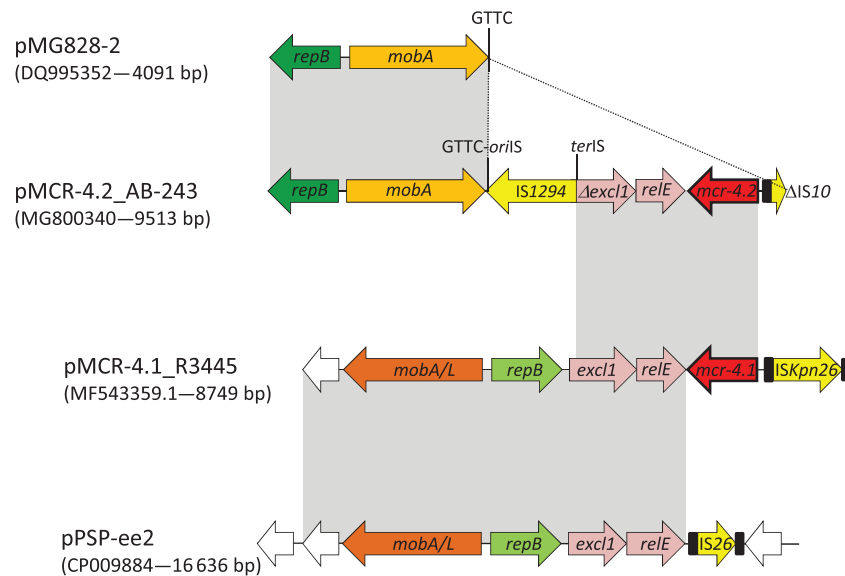 GTTC
pMG828-2
(DQ995352—4091 bp)
repB
mobA
GTTC-oriIS
terIS
pMCR-4.2_AB-243
(MG800340—9513 bp)
repB
mobA
IS1294
Δexcl1
relE
mcr-4.2
ΔIS10
pMCR-4.1_R3445
(MF543359.1—8749 bp)
mobA/L
repB
excl1
relE
mcr-4.1
ISKpn26
pPSP-ee2
(CP009884—16 636 bp)
mobA/L
repB
excl1
relE
IS26